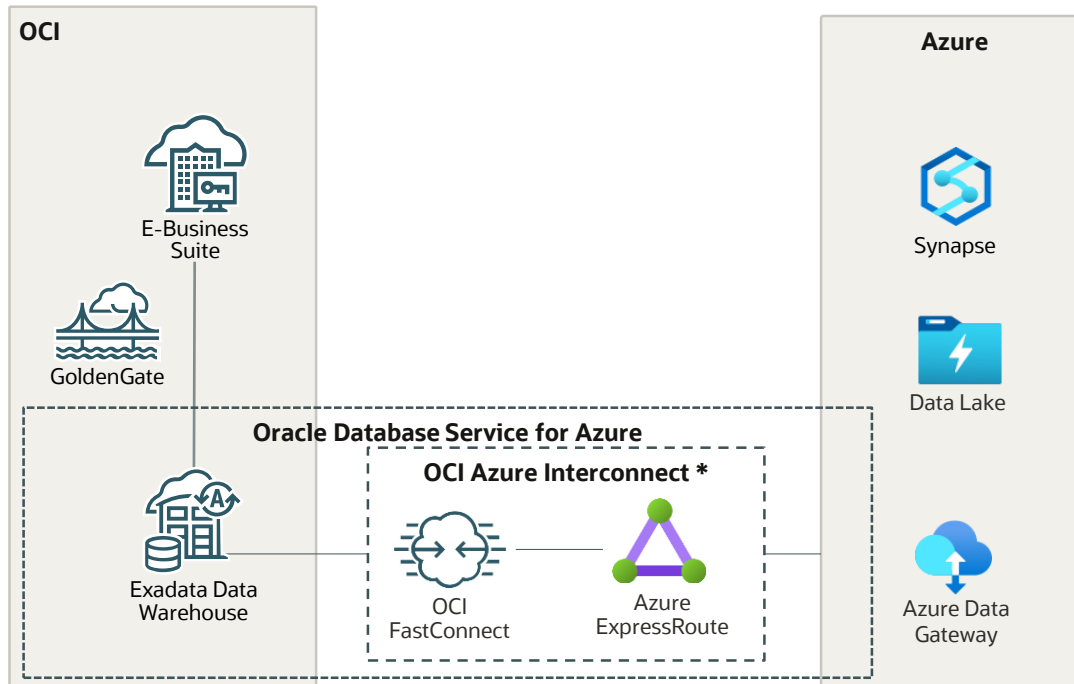 OCI
Azure
E-Business
Suite
Synapse
GoldenGate
Data Lake
Oracle Database Service for Azure
OCI Azure Interconnect *
A
Exadata Data
Warehouse
OCI
FastConnect
Azure
ExpressRoute
Azure Data
Gateway